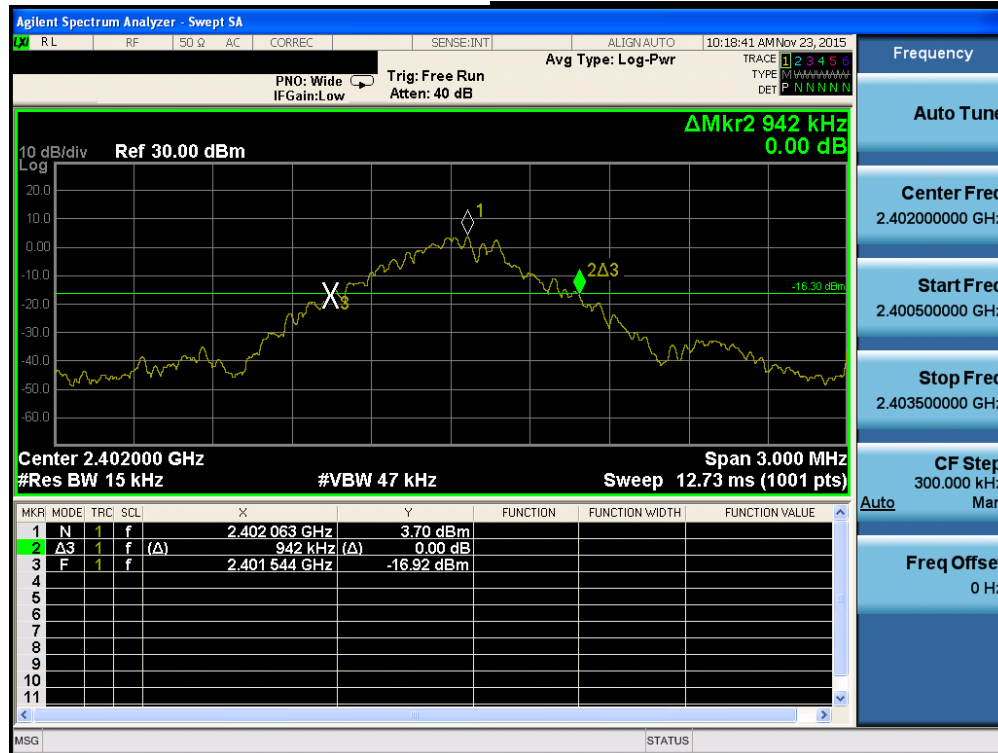 Agilent Spectrum Analyzer - Swept SA
LXI RL RF 50 Ω AC CORREC SENSE:INT ALIGN AUTO 10:18:41 AM Nov 23, 2015
Frequency
Avg Type: Log-Pwr
TRACE 1 2 3 4 5 6
PNO: Wide Trig: Free Run
TYPE M WWWWW
IFGain:Low Atten: 40 dB
DET P N N N N N
Auto Tune
ΔMkr2 942 kHz
10 dB/div Ref 30.00 dBm 0.00 dB
Log
20.0
10.0
0.00
-10.0
-20.0
-30.0
-40.0
-50.0
-60.0
1
2Δ3
3
-16.30 dBm
Center Freq
2.402000000 GHz
Start Freq
2.400500000 GHz
Stop Freq
2.403500000 GHz
Center 2.402000 GHz Span 3.000 MHz
#Res BW 15 kHz #VBW 47 kHz Sweep 12.73 ms (1001 pts)
CF Step
300.000 kHz
Auto Man
MKR MODE TRC SCL X Y FUNCTION FUNCTION WIDTH FUNCTION VALUE
1 N 1 f 2.402 063 GHz 3.70 dBm
2 Δ3 1 f (Δ) 942 kHz (Δ) 0.00 dB
3 F 1 f 2.401 544 GHz -16.92 dBm
4
5
6
7
8
9
10
11
Freq Offset
0 Hz
MSG STATUS